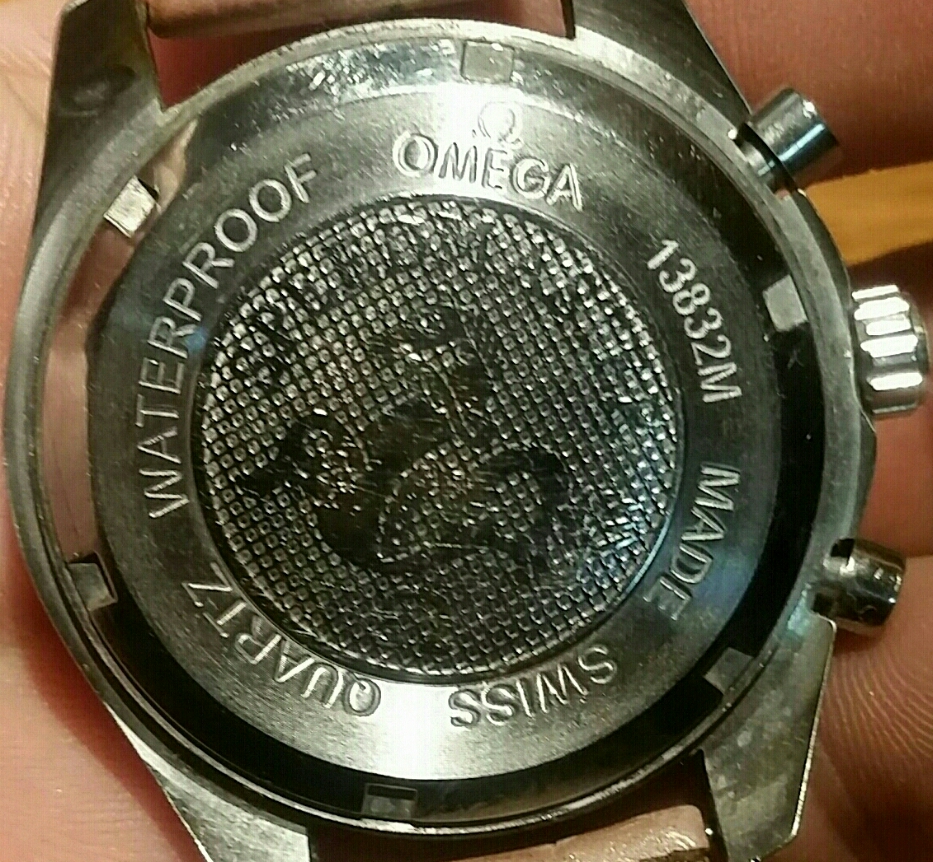 Ω
OMEGA
13832M
MADE
SWISS
QUARTZ
WATERPROOF